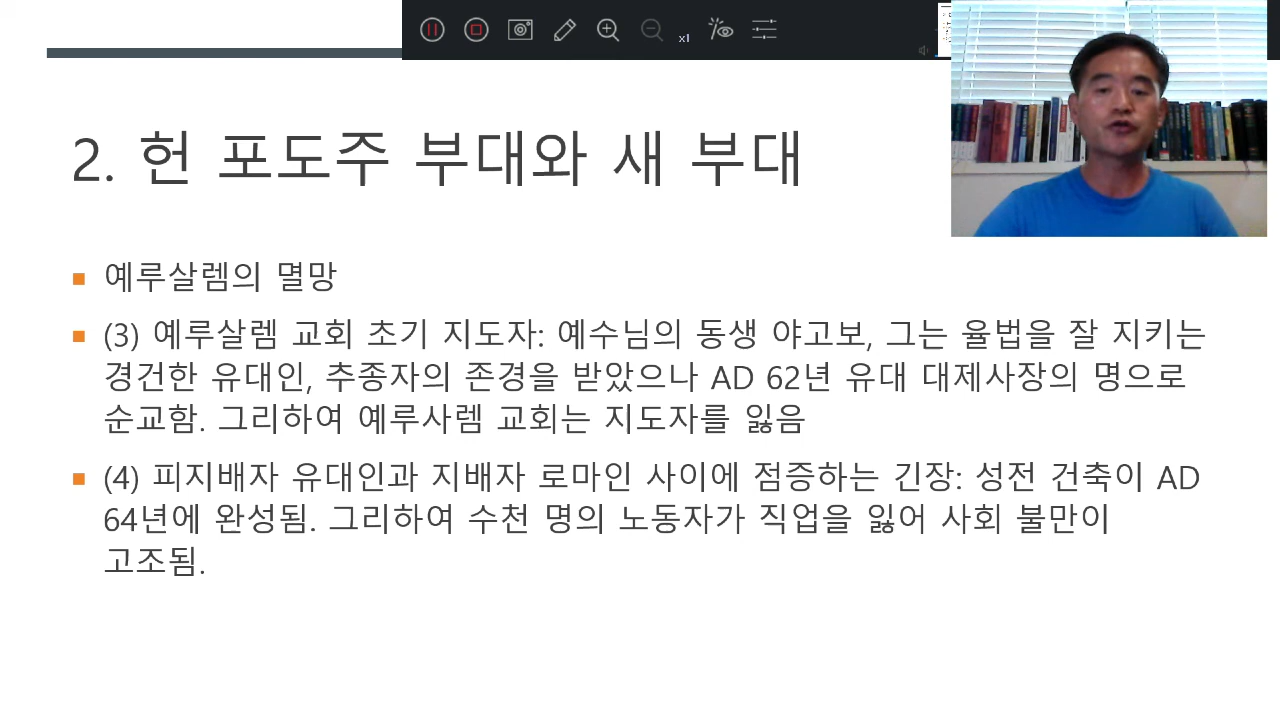 x1
2. 헌 포도주 부대와 새 부대
예루살렘의 멸망
(3) 예루살렘 교회 초기 지도자: 예수님의 동생 야고보, 그는 율법을 잘 지키는
경건한 유대인, 추종자의 존경을 받았으나 AD 62년 유대 대제사장의 명으로
순교함. 그리하여 예루사렘 교회는 지도자를 잃음
(4) 피지배자 유대인과 지배자 로마인 사이에 점증하는 긴장: 성전 건축이 AD
64년에 완성됨. 그리하여 수천 명의 노동자가 직업을 잃어 사회 불만이
고조됨.